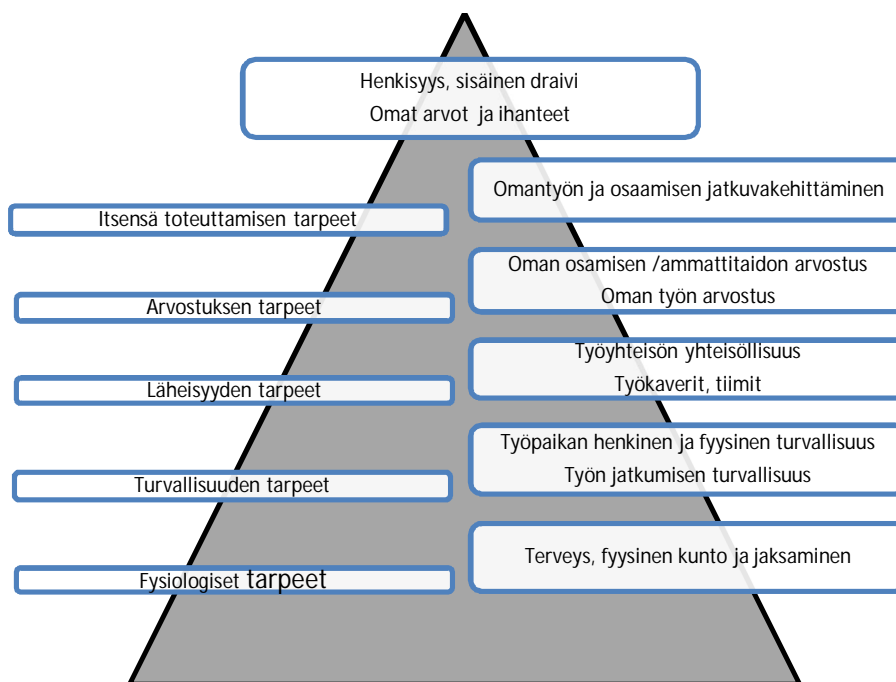 Henkisyys, sisäinen draivi
Omat arvot ja ihanteet
Omantyön ja osaamisen jatkuvakehittäminen
Itsensä toteuttamisen tarpeet
Oman osamisen /ammattitaidon arvostus
Oman työn arvostus
Arvostuksen tarpeet
Työyhteisön yhteisöllisuus
Työkaverit, tiimit
Läheisyyden tarpeet
Työpaikan henkinen ja fyysinen turvallisuus
Työn jatkumisen turvallisuus
Turvallisuuden tarpeet
Terveys, fyysinen kunto ja jaksaminen
Fysiologiset tarpeet